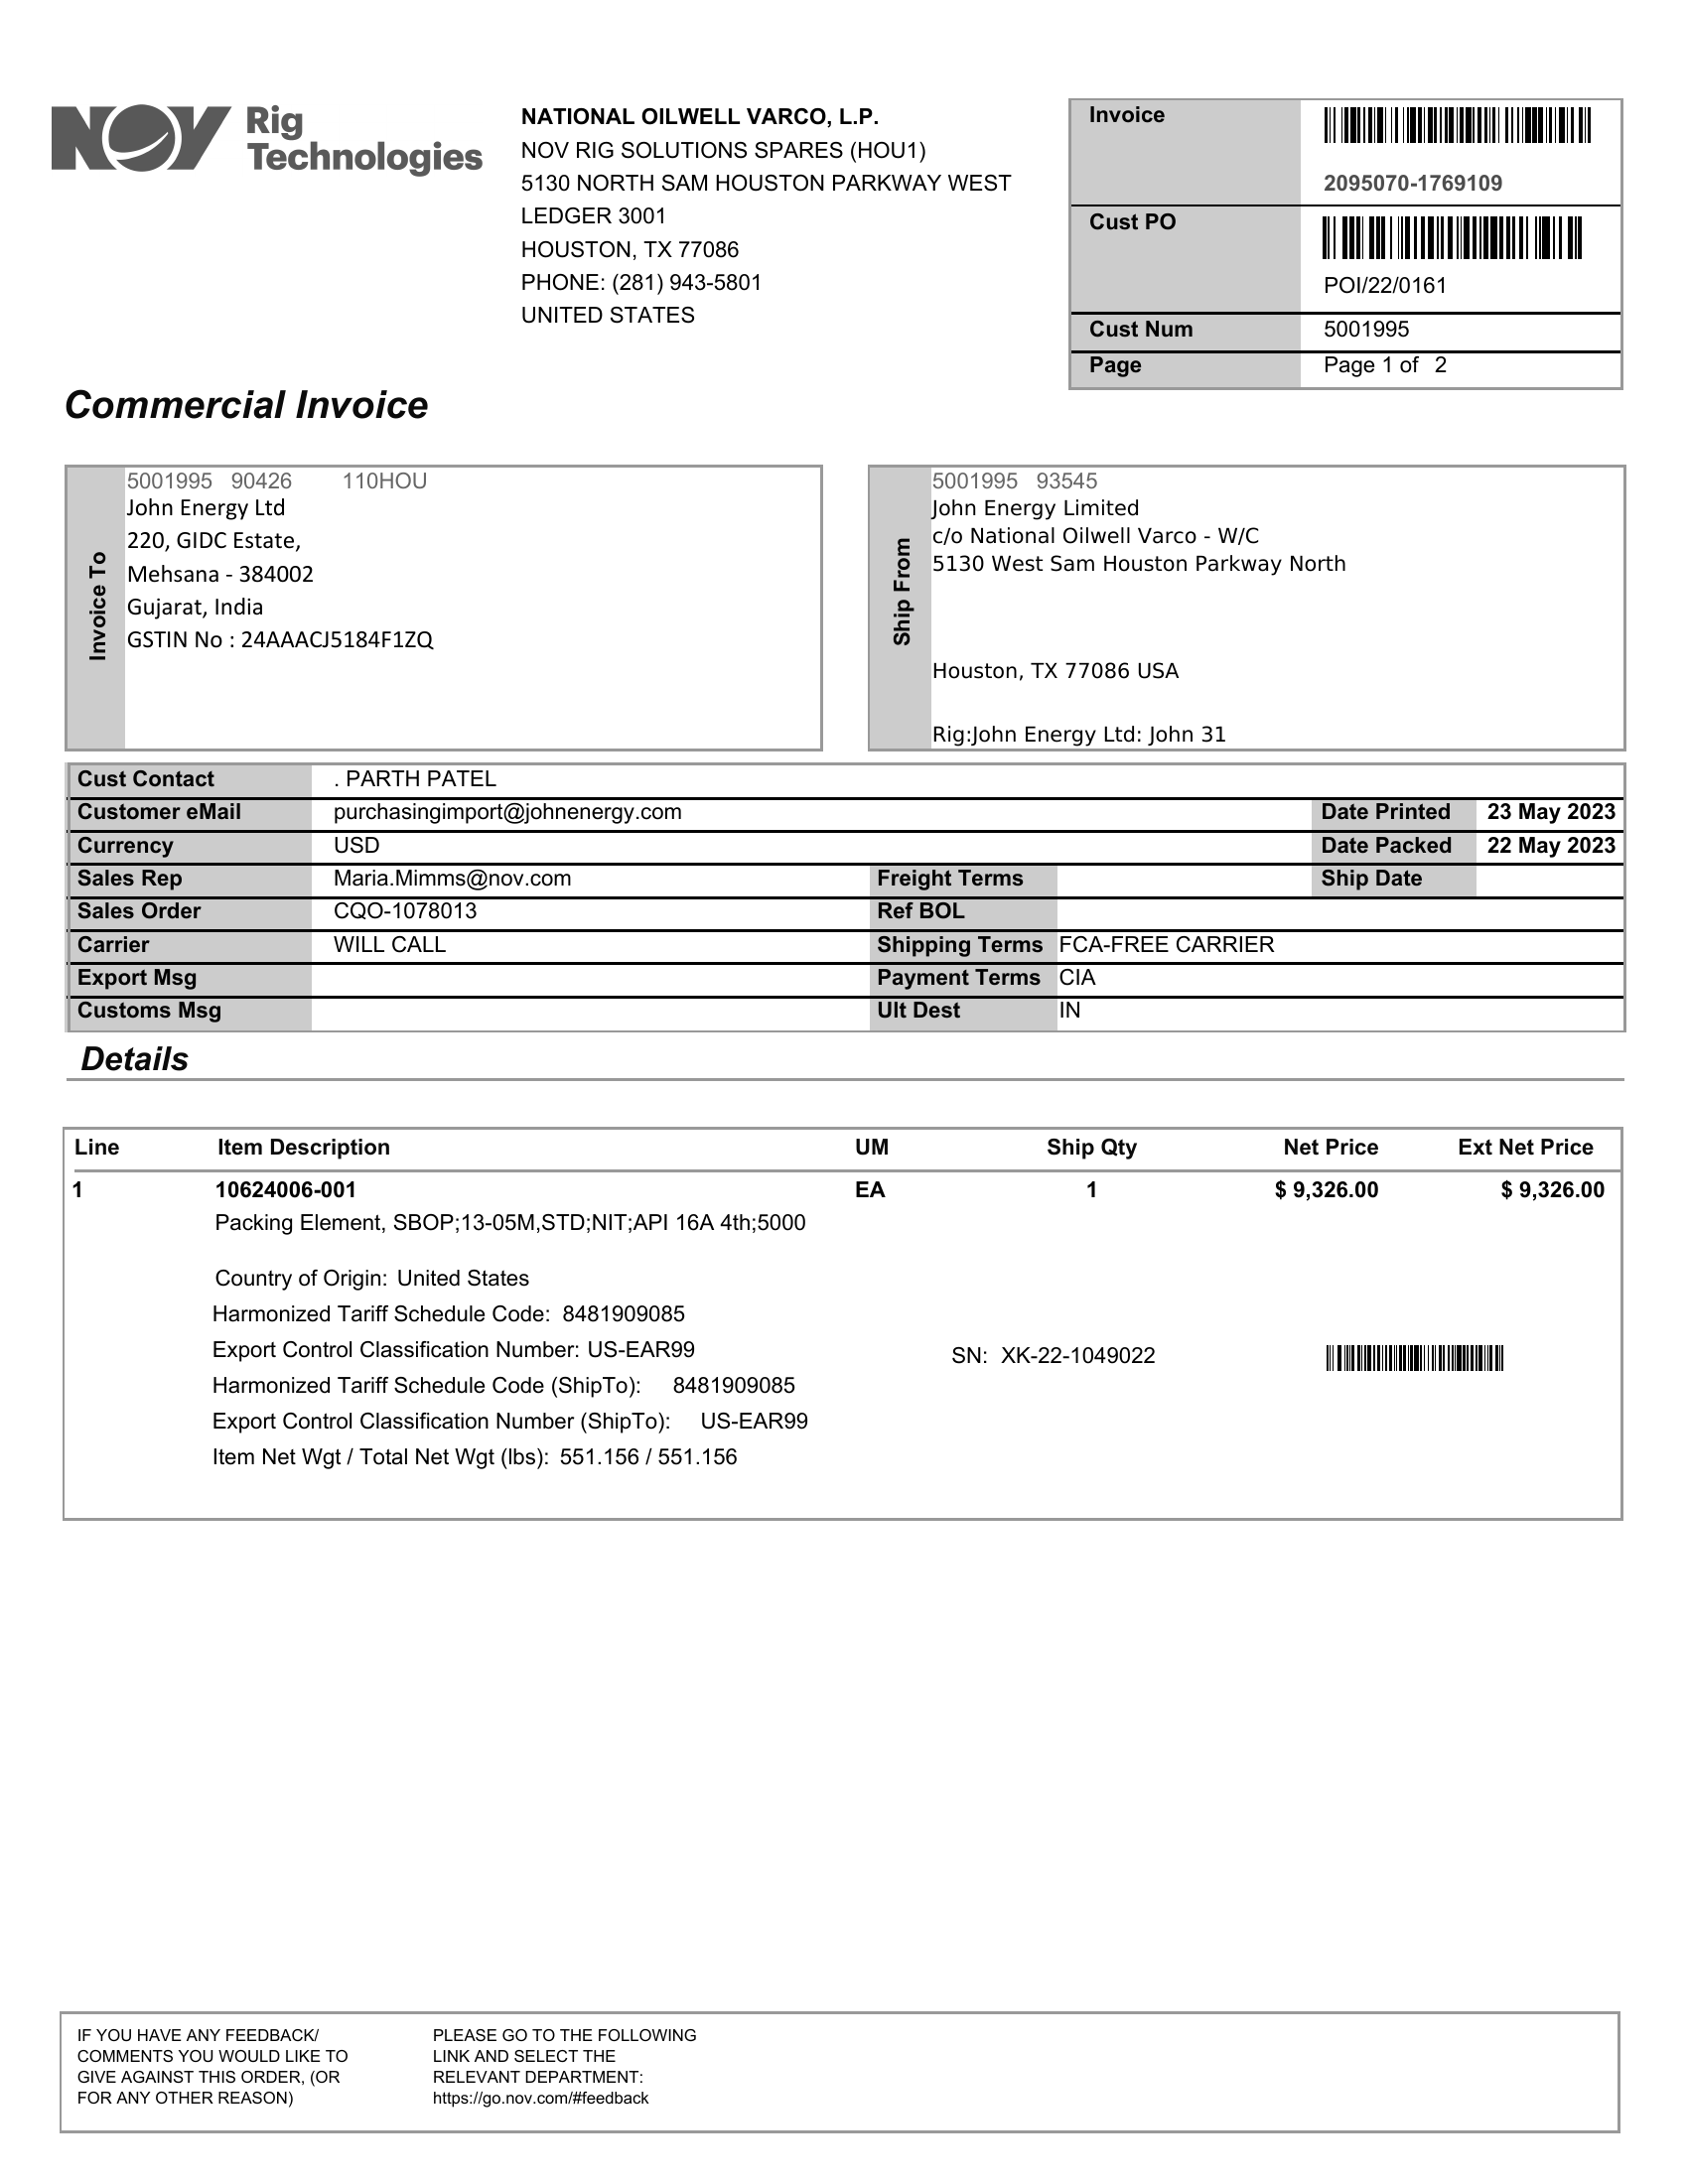 NOV Rig
Technologies
NATIONAL OILWELL VARCO, L.P.
NOV RIG SOLUTIONS SPARES (HOU1)
5130 NORTH SAM HOUSTON PARKWAY WEST
LEDGER 3001
HOUSTON, TX 77086
PHONE: (281) 943-5801
UNITED STATES
Invoice
2095070-1769109
Cust PO
POI/22/0161
Cust Num 5001995
Page Page 1 of 2
Commercial Invoice
Invoice To
5001995 90426 110HOU
John Energy Ltd
220, GIDC Estate,
Mehsana - 384002
Gujarat, India
GSTIN No : 24AAACJ5184F1ZQ
Ship From
5001995 93545
John Energy Limited
c/o National Oilwell Varco - W/C
5130 West Sam Houston Parkway North
Houston, TX 77086 USA
Rig:John Energy Ltd: John 31
Cust Contact . PARTH PATEL
Customer eMail purchasingimport@johnenergy.com Date Printed 23 May 2023
Currency USD Date Packed 22 May 2023
Sales Rep Maria.Mimms@nov.com Freight Terms Ship Date
Sales Order CQO-1078013 Ref BOL
Carrier WILL CALL Shipping Terms FCA-FREE CARRIER
Export Msg Payment Terms CIA
Customs Msg Ult Dest IN
Details
Line Item Description UM Ship Qty Net Price Ext Net Price
1 10624006-001 EA 1 $ 9,326.00 $ 9,326.00
Packing Element, SBOP;13-05M,STD;NIT;API 16A 4th;5000
Country of Origin: United States
Harmonized Tariff Schedule Code: 8481909085
Export Control Classification Number: US-EAR99
SN: XK-22-1049022
Harmonized Tariff Schedule Code (ShipTo): 8481909085
Export Control Classification Number (ShipTo): US-EAR99
Item Net Wgt / Total Net Wgt (lbs): 551.156 / 551.156
IF YOU HAVE ANY FEEDBACK/
COMMENTS YOU WOULD LIKE TO
GIVE AGAINST THIS ORDER, (OR
FOR ANY OTHER REASON)
PLEASE GO TO THE FOLLOWING
LINK AND SELECT THE
RELEVANT DEPARTMENT:
https://go.nov.com/#feedback